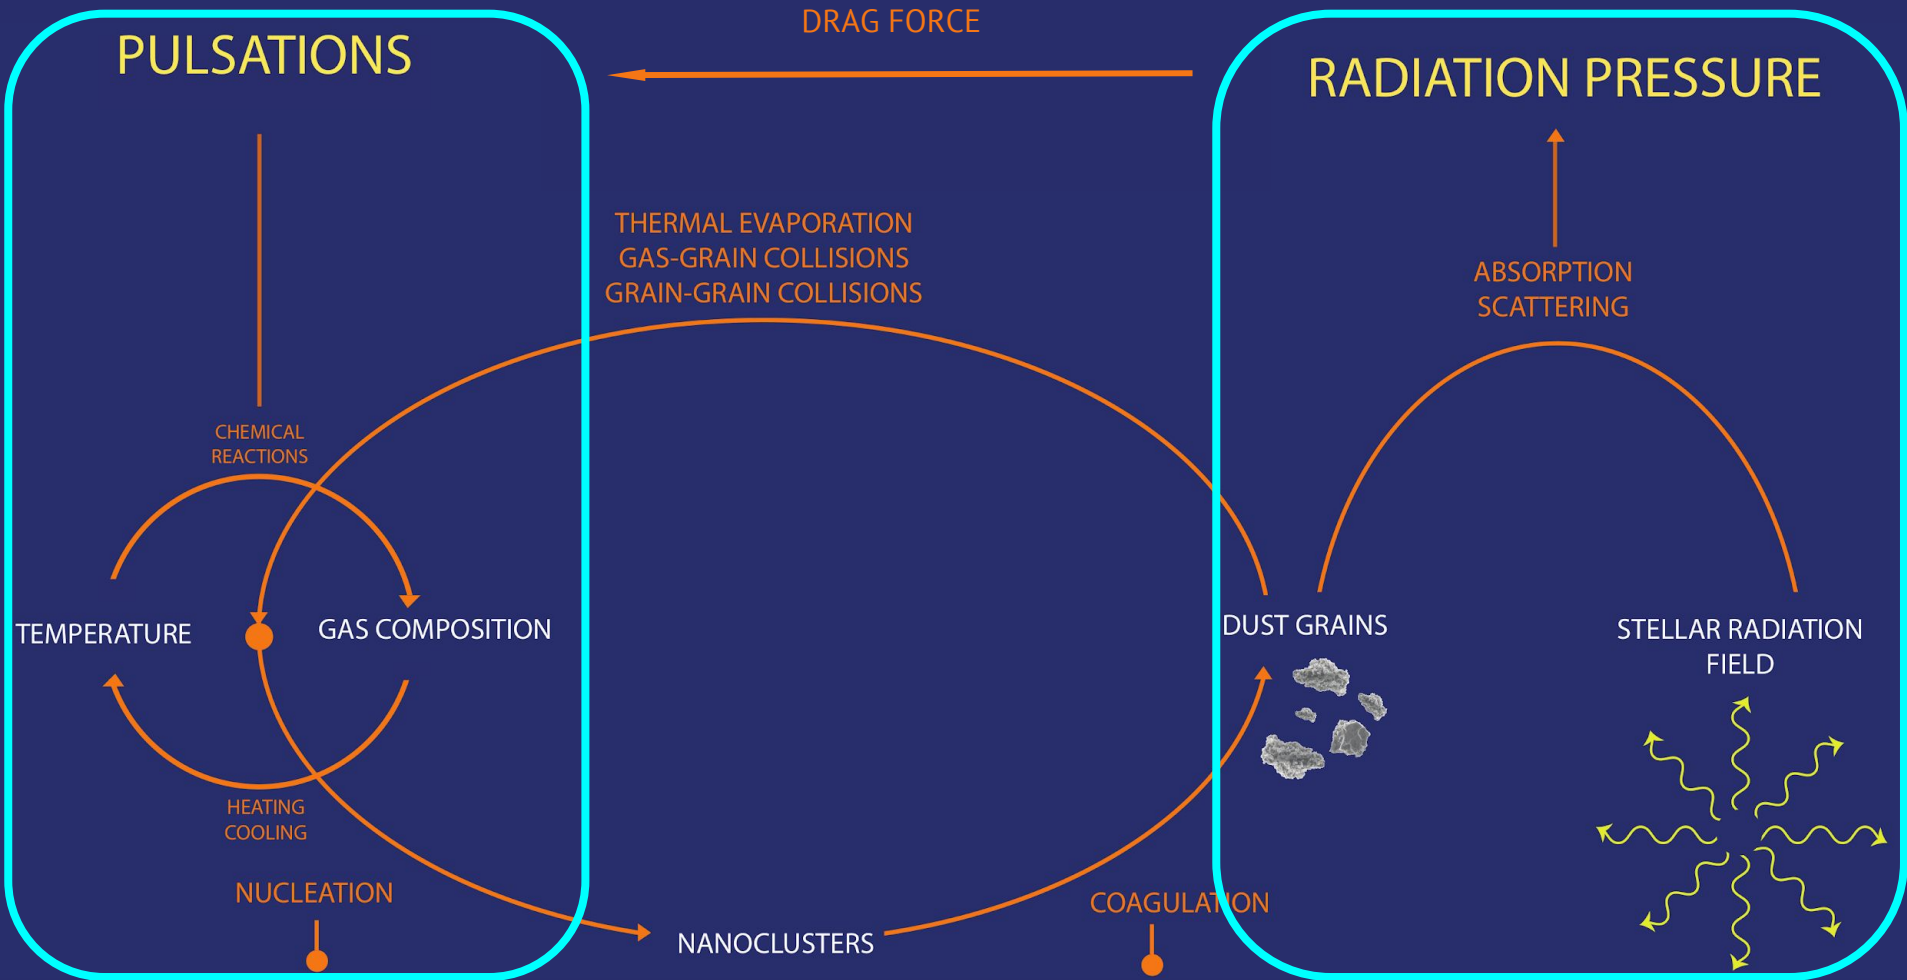 DRAG FORCE
PULSATIONS
RADIATION PRESSURE
THERMAL EVAPORATION
GAS-GRAIN COLLISIONS
GRAIN-GRAIN COLLISIONS
ABSORPTION
SCATTERING
CHEMICAL
REACTIONS
TEMPERATURE
GAS COMPOSITION
DUST GRAINS
STELLAR RADIATION
FIELD
HEATING
COOLING
NUCLEATION
COAGULATION
NANOCLUSTERS